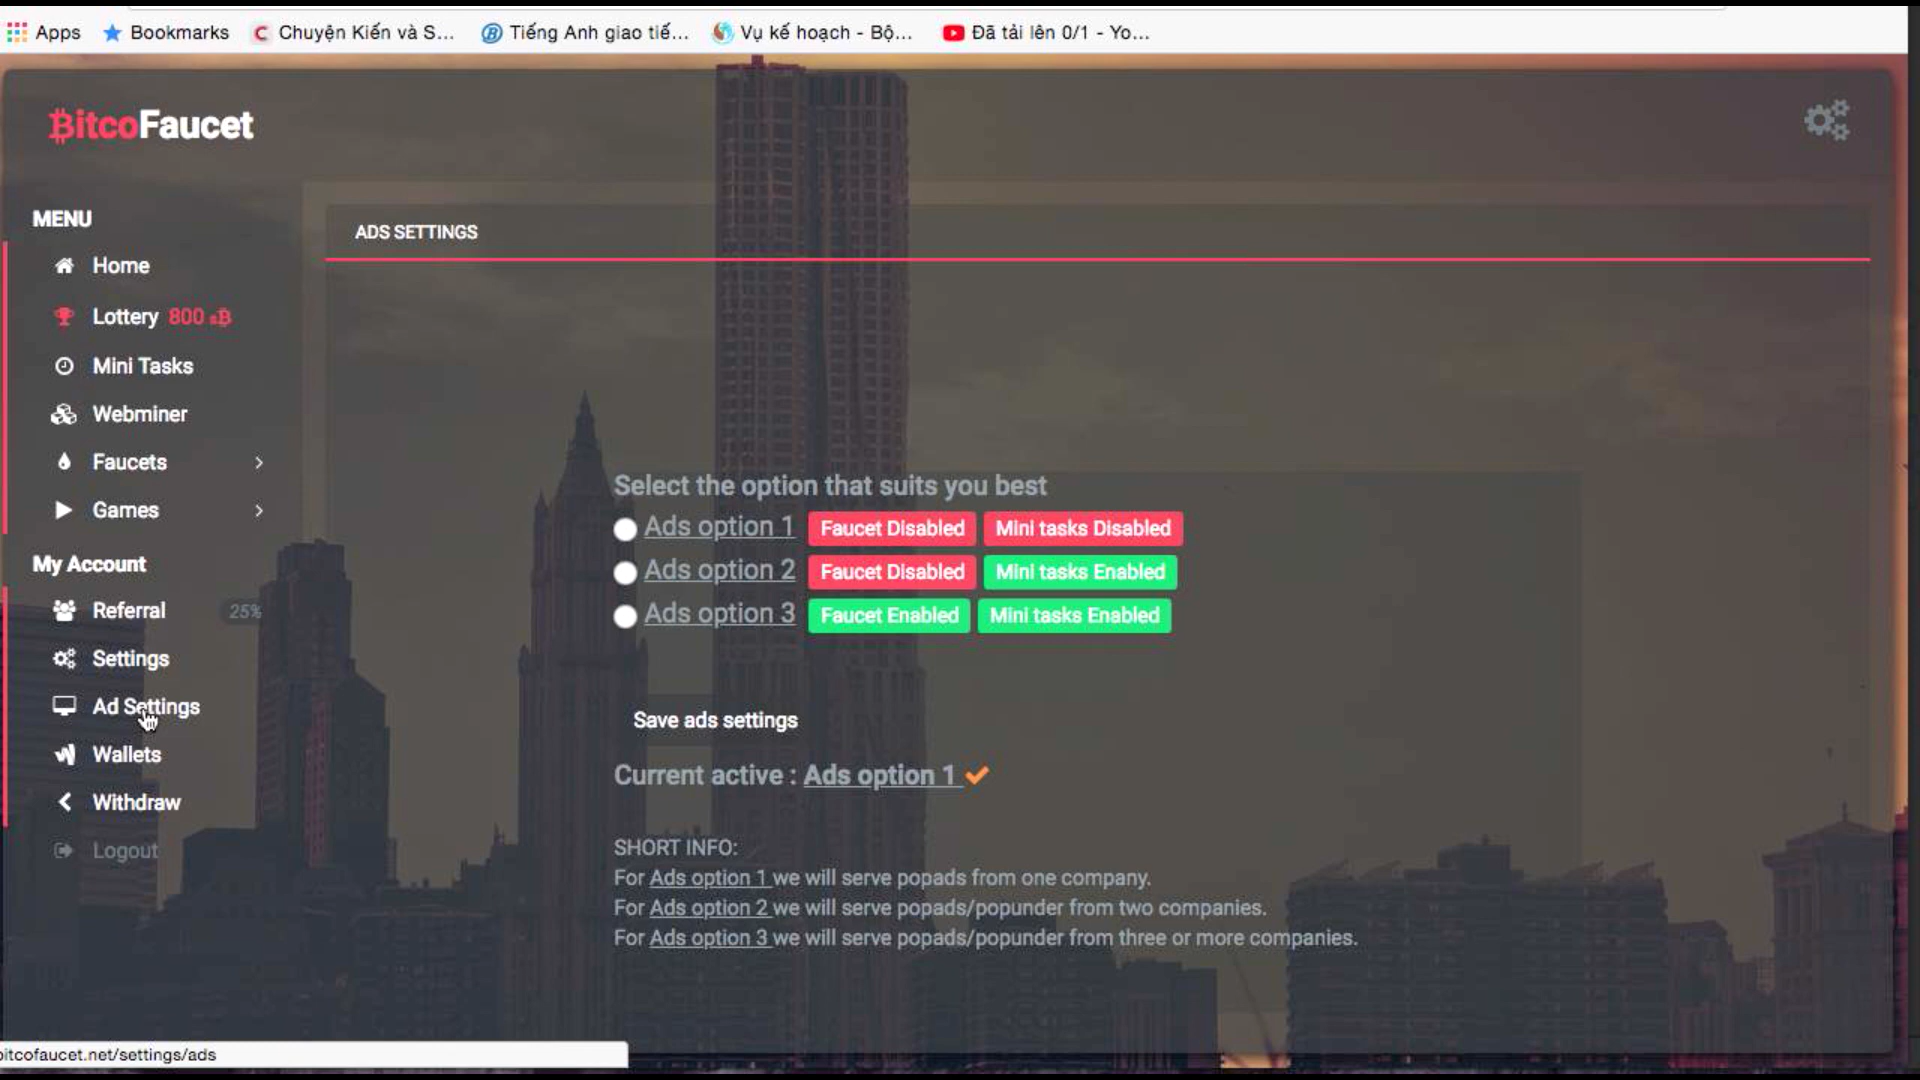 Apps Bookmarks Chuyện Kiến và S... Tiếng Anh giao tiế... Vụ kế hoạch - Bộ... Đã tải lên 0/1 - Yo...
BitcoFaucet
MENU
Home
Lottery 800 sB
Mini Tasks
Webminer
Faucets
Games
My Account
Referral 25%
Settings
Ad Settings
Wallets
Withdraw
Logout
ADS SETTINGS
Select the option that suits you best
Ads option 1 Faucet Disabled Mini tasks Disabled
Ads option 2 Faucet Disabled Mini tasks Enabled
Ads option 3 Faucet Enabled Mini tasks Enabled
Save ads settings
Current active : Ads option 1
SHORT INFO:
For Ads option 1 we will serve popads from one company.
For Ads option 2 we will serve popads/popunder from two companies.
For Ads option 3 we will serve popads/popunder from three or more companies.
bitcofaucet.net/settings/ads